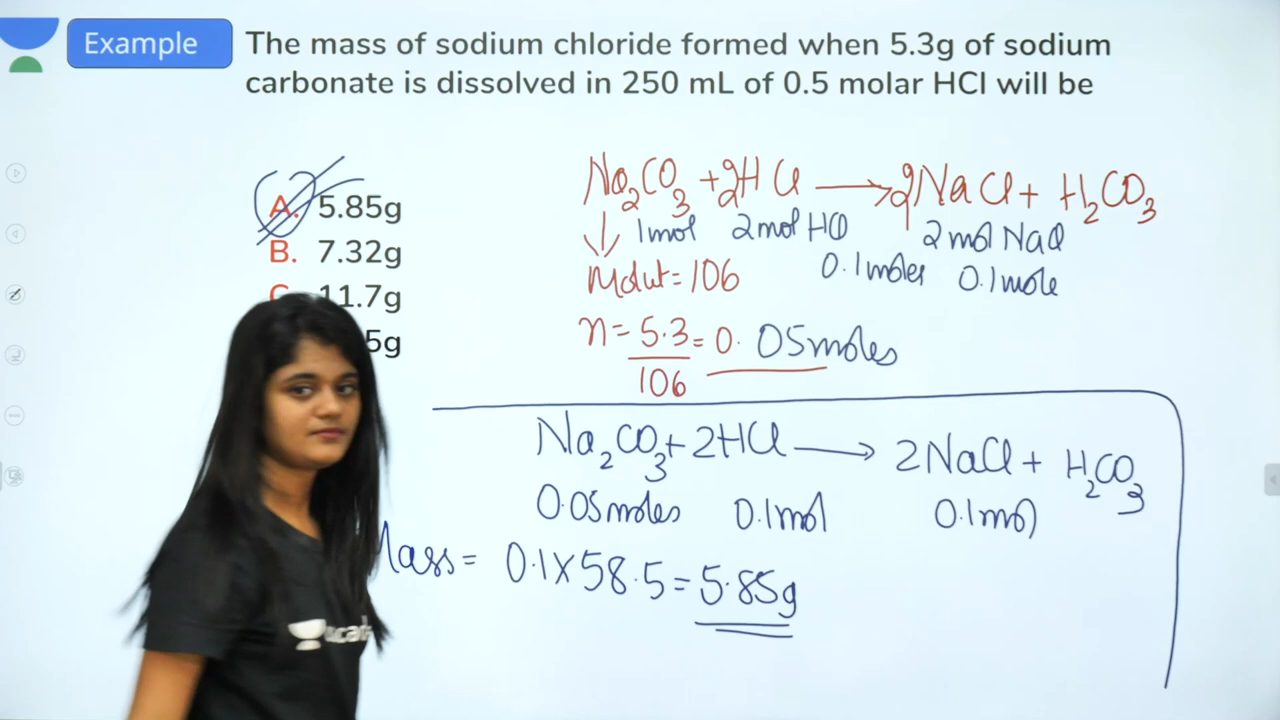 Example
The mass of sodium chloride formed when 5.3g of sodium
carbonate is dissolved in 250 mL of 0.5 molar HCl will be
A. 5.85g
B. 7.32g
C. 11.7g
5g
Na₂CO₃ + 2HCl ⟶ 2NaCl + H₂CO₃
1mol 2mol HCl 2mol NaCl
Molwt = 106 0.1moles 0.1mole
n = 5.3 = 0.05moles
106
Na₂CO₃ + 2HCl ⟶ 2NaCl + H₂CO₃
0.05moles 0.1mol 0.1mol
Mass = 0.1 X 58.5 = 5.85g